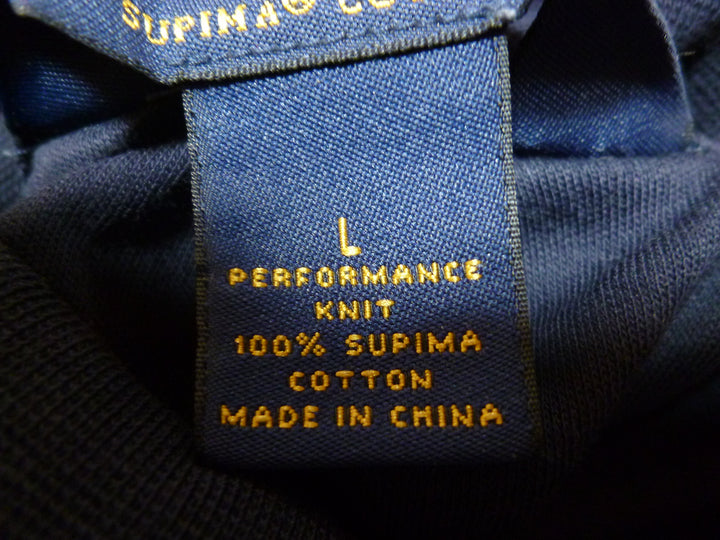 SUPIMA®
L
PERFORMANCE
KNIT
100% SUPIMA
COTTON
MADE IN CHINA